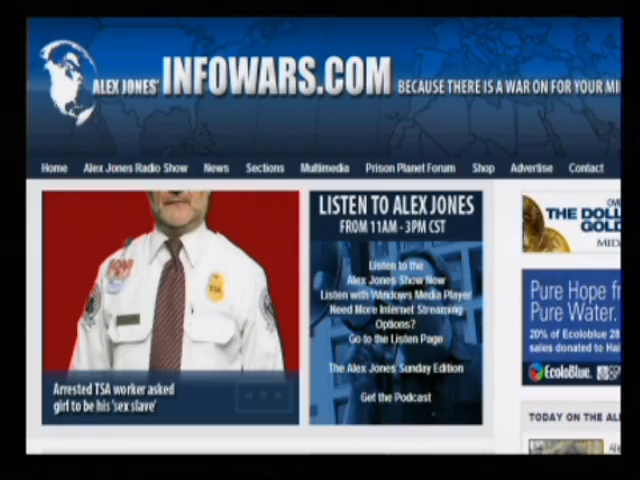 ALEX JONES' INFOWARS.COM BECAUSE THERE IS A WAR ON FOR YOUR MI
Home Alex Jones Radio Show News Sections Multimedia Prison Planet Forum Shop Advertise Contact
TSA
Arrested TSA worker asked
girl to be his 'sex slave'
LISTEN TO ALEX JONES
FROM 11AM - 3PM CST
Listen to the
Alex Jones Show Now
Listen with Windows Media Player
Need More Internet Streaming
Options?
Go to the Listen Page
The Alex Jones Sunday Edition
Get the Podcast
THE DOLL
GOLD
MID
Pure Hope fr
Pure Water.
20% of Ecoloblue 28
sales donated to Hai
EcoloBlue
TODAY ON THE AL